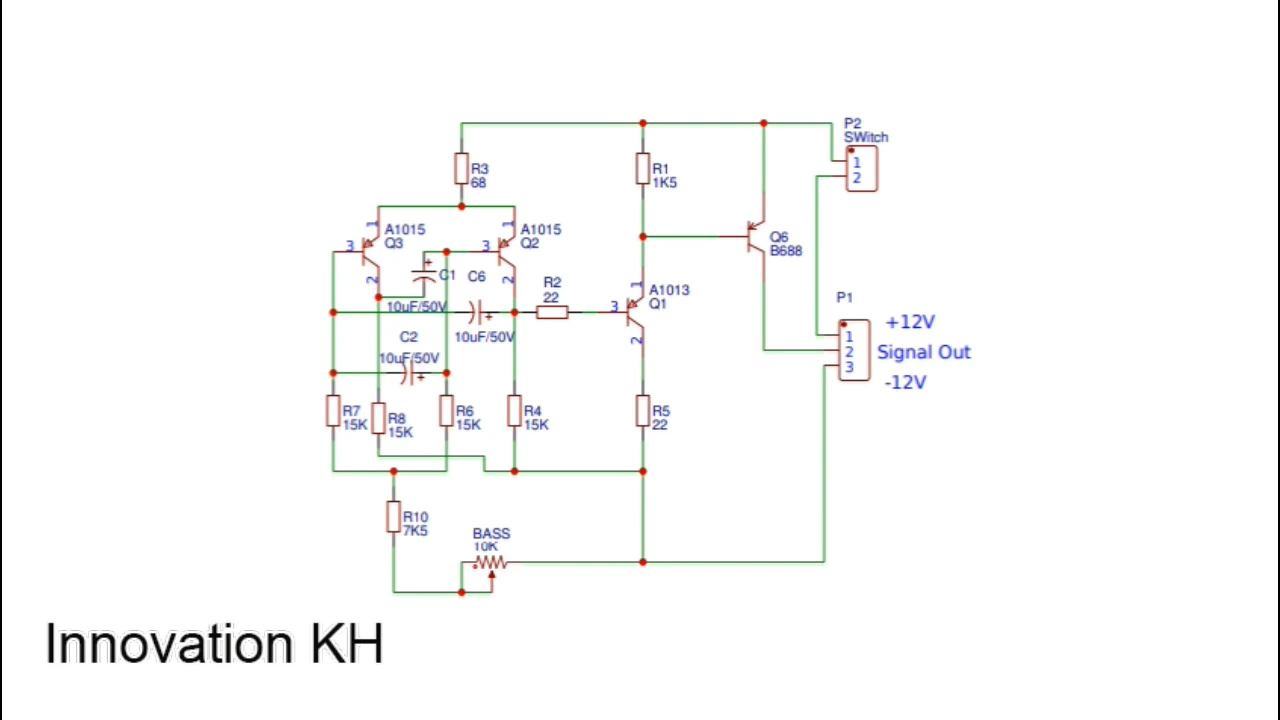 P2
SWitch
1
2
R3
68
R1
1K5
A1015
Q3
1
3
2
A1015
Q2
1
3
2
C1
10uF/50V
C6
10uF/50V
R2
22
A1013
Q1
1
3
2
Q6
B688
P1
1
2
3
+12V
Signal Out
-12V
C2
10uF/50V
R7
15K
R8
15K
R6
15K
R4
15K
R5
22
R10
7K5
BASS
10K
Innovation KH